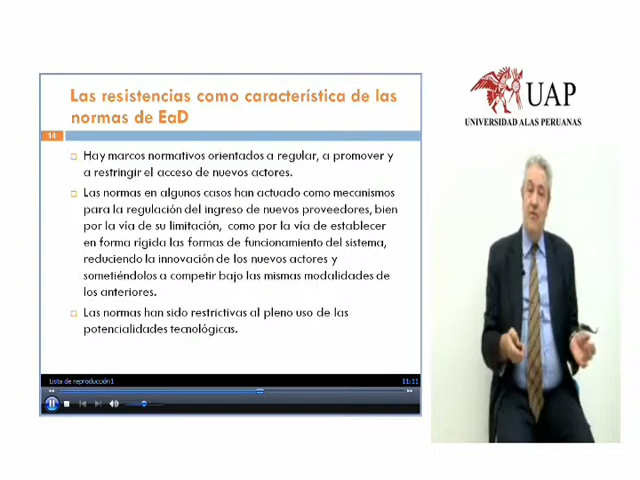 Las resistencias como característica de las
normas de EaD
14
Hay marcos normativos orientados a regular, a promover y
a restringir el acceso de nuevos actores.
Las normas en algunos casos han actuado como mecanismos
para la regulación del ingreso de nuevos proveedores, bien
por la vía de su limitación, como por la vía de establecer
en forma rígida las formas de funcionamiento del sistema,
reduciendo la innovación de los nuevos actores y
sometiéndolos a competir bajo las mismas modalidades de
los anteriores.
Las normas han sido restrictivas al pleno uso de las
potencialidades tecnológicas.
Lista de reproducción1
11:11
UAP
UNIVERSIDAD ALAS PERUANAS